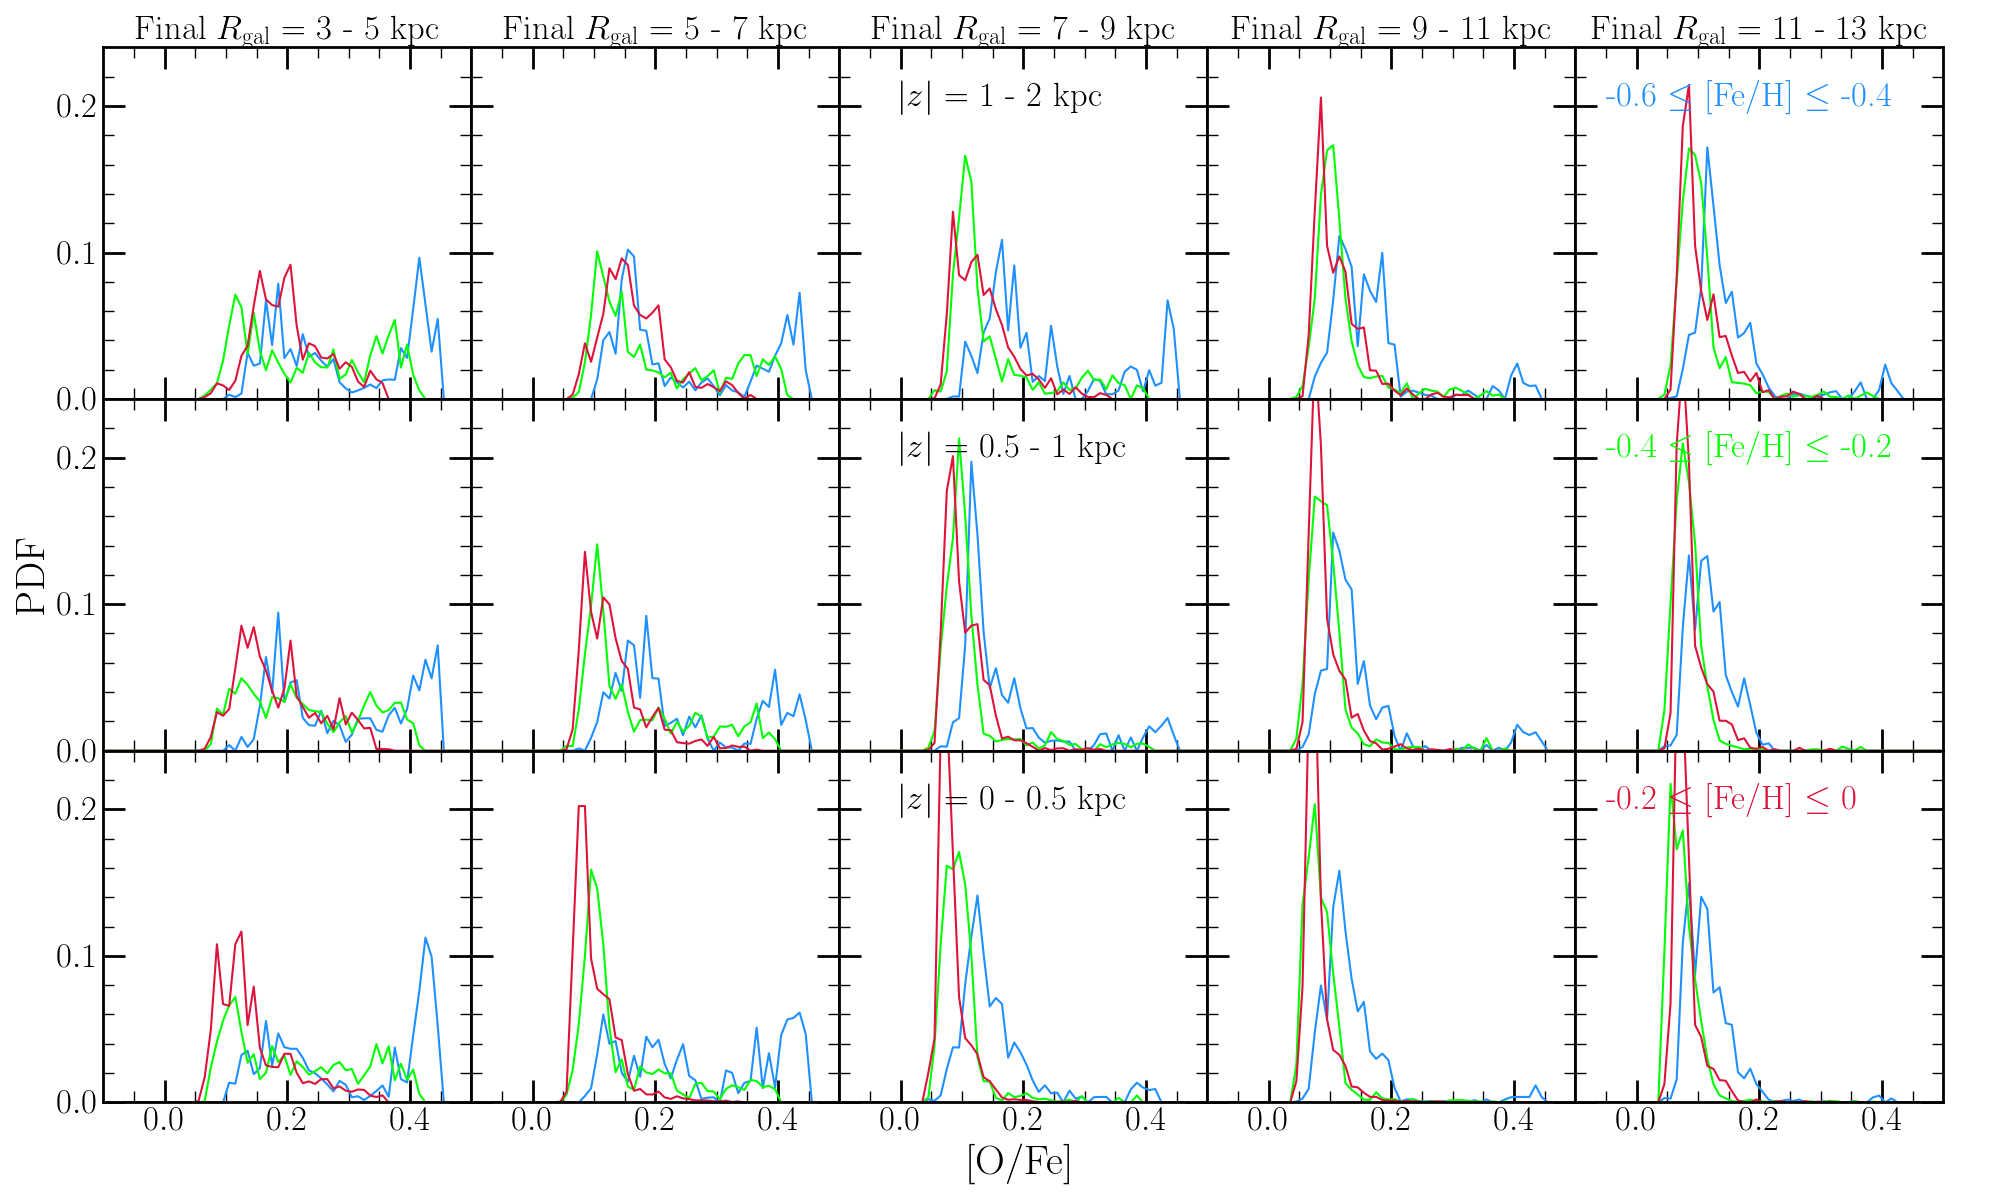 Final R_gal = 3 - 5 kpc
Final R_gal = 5 - 7 kpc
Final R_gal = 7 - 9 kpc
Final R_gal = 9 - 11 kpc
Final R_gal = 11 - 13 kpc
|z| = 1 - 2 kpc
-0.6 ≤ [Fe/H] ≤ -0.4
0.2
0.1
0.0
|z| = 0.5 - 1 kpc
-0.4 ≤ [Fe/H] ≤ -0.2
0.2
0.1
0.0
PDF
|z| = 0 - 0.5 kpc
-0.2 ≤ [Fe/H] ≤ 0
0.2
0.1
0.0
0.0 0.2 0.4
0.0 0.2 0.4
0.0 0.2 0.4
0.0 0.2 0.4
0.0 0.2 0.4
[O/Fe]